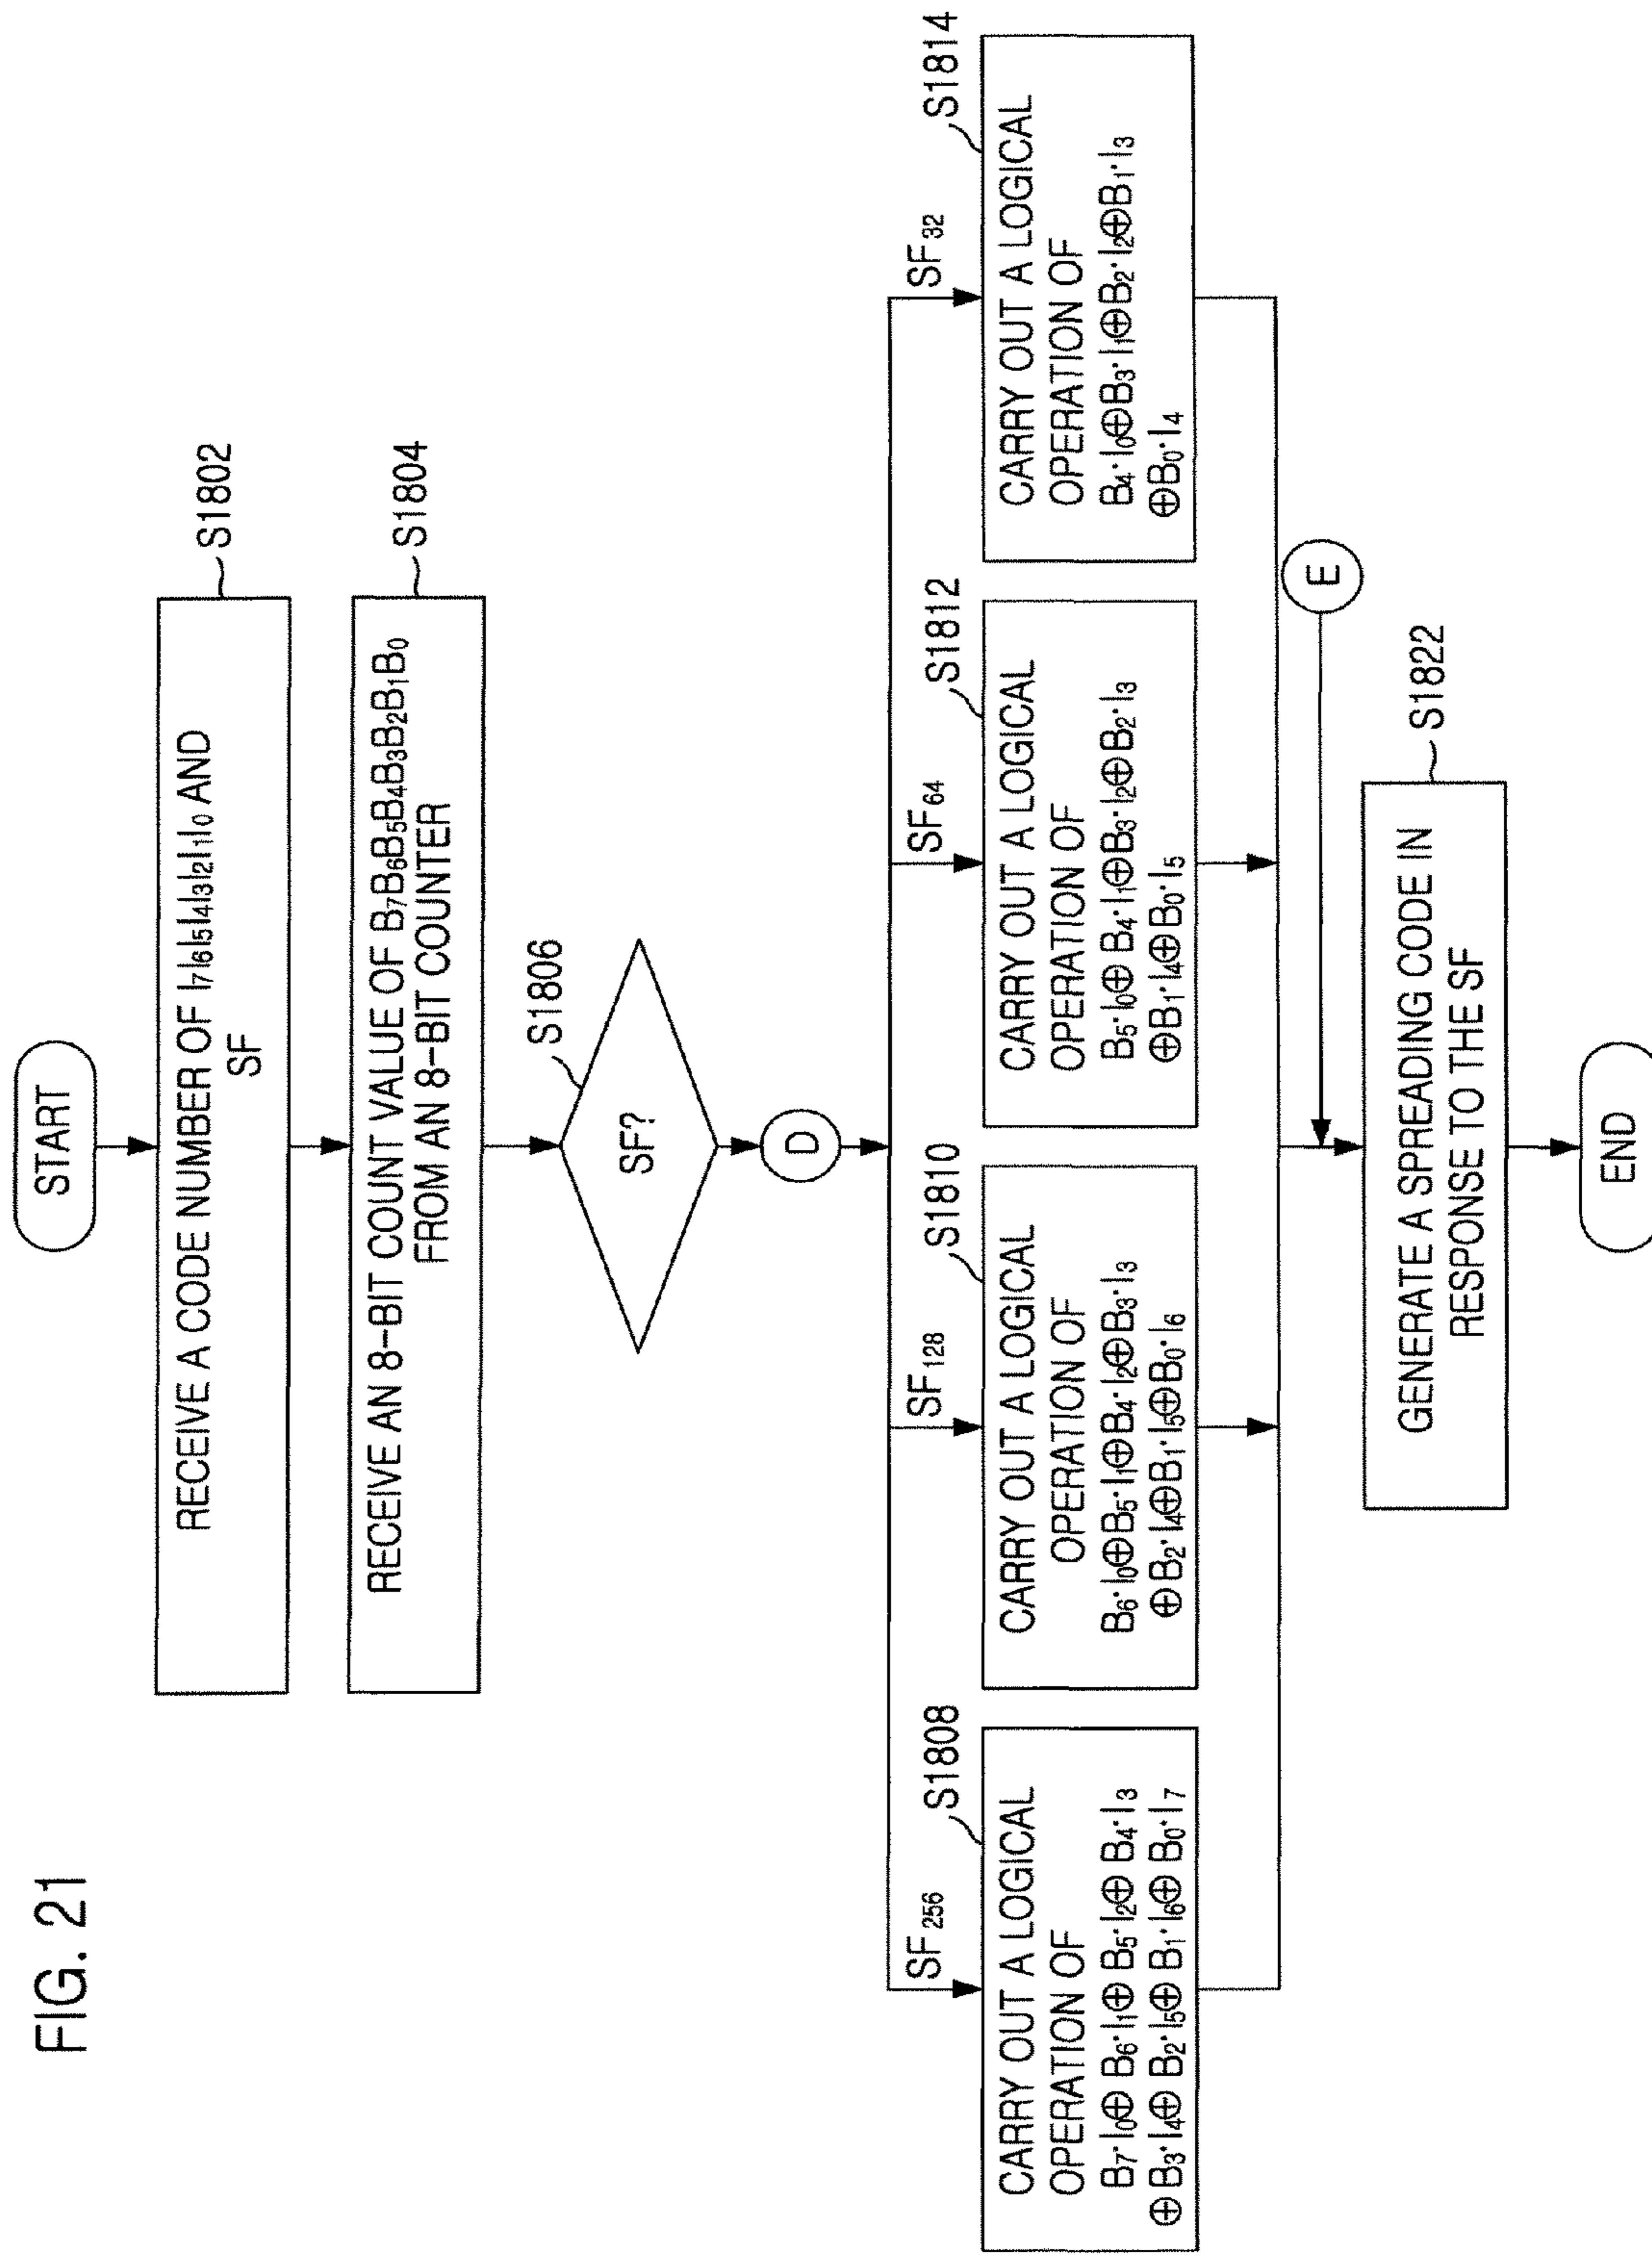 FIG. 21
START
RECEIVE A CODE NUMBER OF I₇I₆I₅I₄I₃I₂I₁I₀ AND
SF
S1802
RECEIVE AN 8-BIT COUNT VALUE OF B₇B₆B₅B₄B₃B₂B₁B₀
FROM AN 8-BIT COUNTER
S1804
SF?
S1806
D
SF₂₅₆
S1808
CARRY OUT A LOGICAL
OPERATION OF
B₇·I₀⊕ B₆·I₁⊕ B₅·I₂⊕ B₄·I₃
⊕B₃·I₄⊕ B₂·I₅⊕ B₁·I₆⊕ B₀·I₇
SF₁₂₈
S1810
CARRY OUT A LOGICAL
OPERATION OF
B₆·I₀⊕B₅·I₁⊕B₄·I₂⊕B₃·I₃
⊕B₂·I₄⊕B₁·I₅⊕B₀·I₆
SF₆₄
S1812
CARRY OUT A LOGICAL
OPERATION OF
B₅·I₀⊕ B₄·I₁⊕B₃·I₂⊕B₂·I₃
⊕B₁·I₄⊕B₀·I₅
SF₃₂
S1814
CARRY OUT A LOGICAL
OPERATION OF
B₄·I₀⊕B₃·I₁⊕B₂·I₂⊕B₁·I₃
⊕B₀·I₄
E
S1822
GENERATE A SPREADING CODE IN
RESPONSE TO THE SF
END